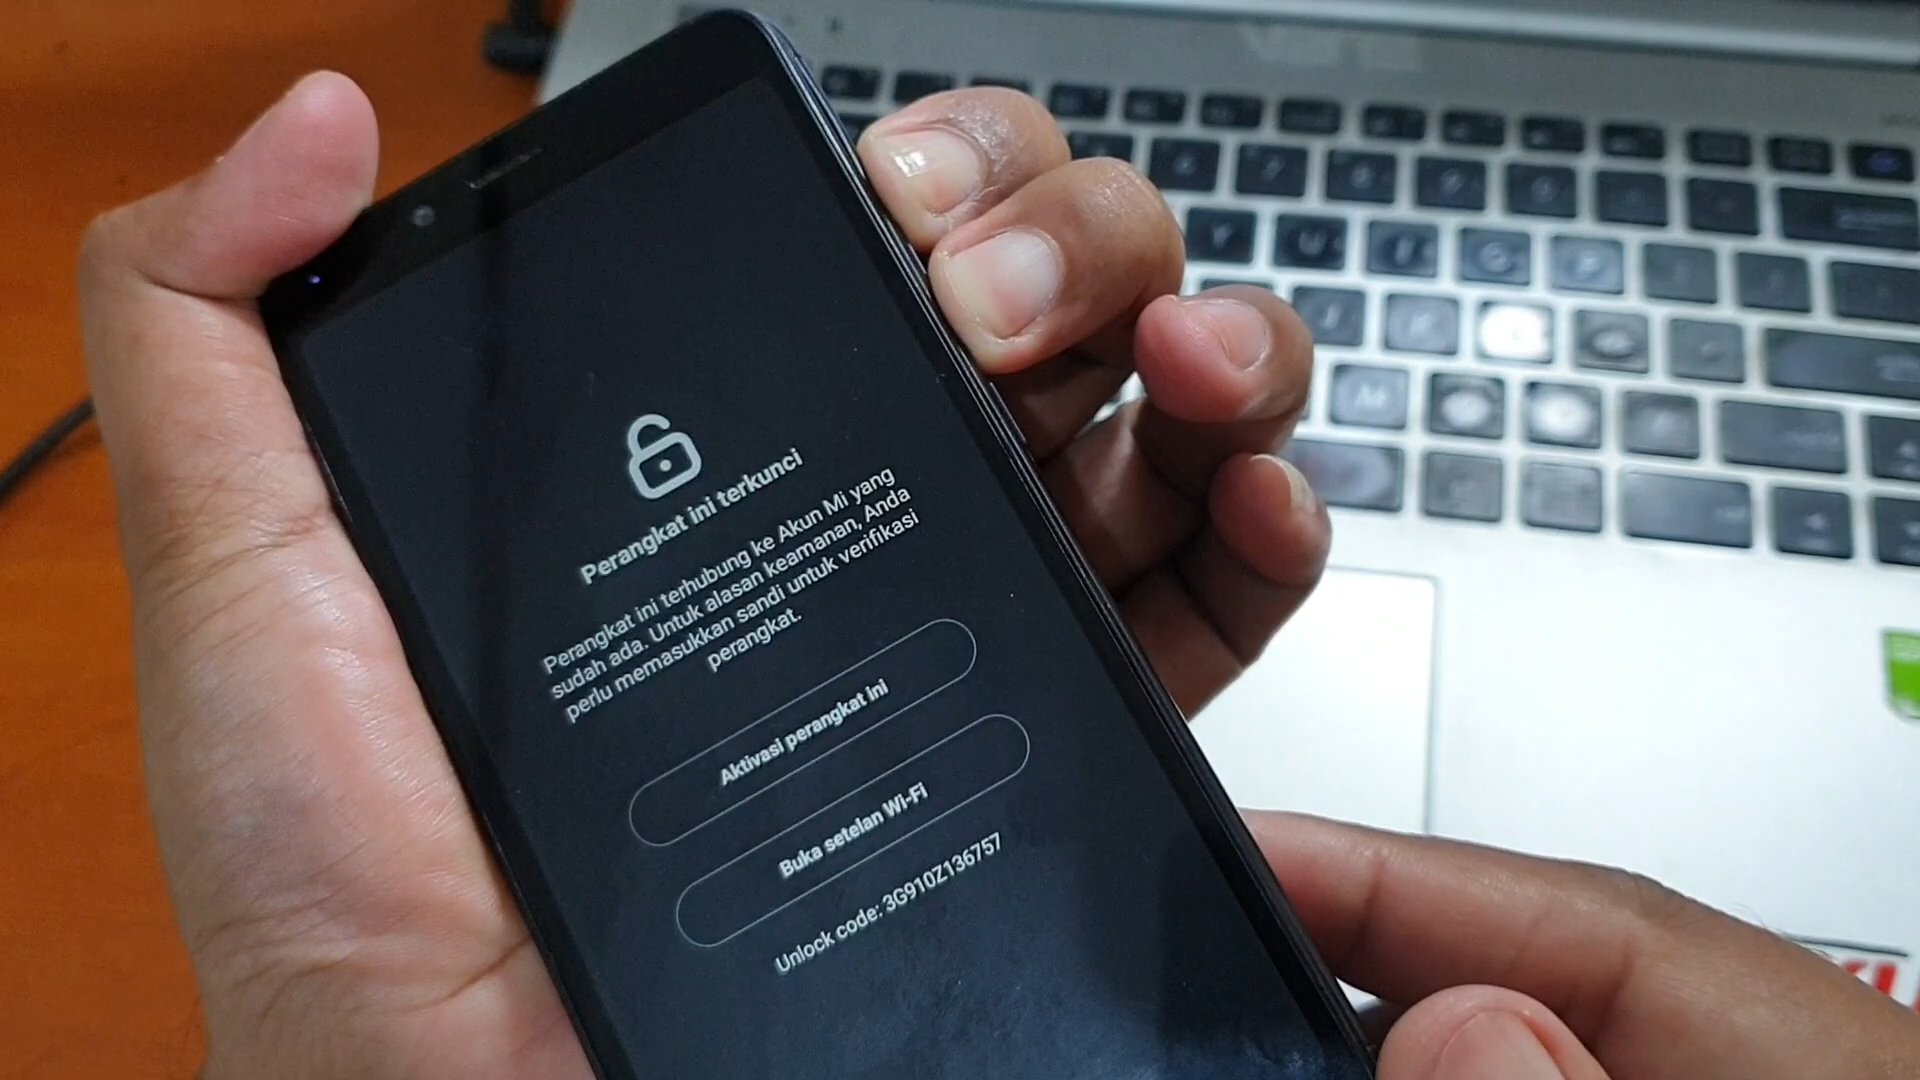 Perangkat ini terkunci
Perangkat ini terhubung ke Akun Mi yang
sudah ada. Untuk alasan keamanan, Anda
perlu memasukkan sandi untuk verifikasi
perangkat.
Aktivasi perangkat ini
Buka setelan Wi-Fi
Unlock code: 3G910Z136757